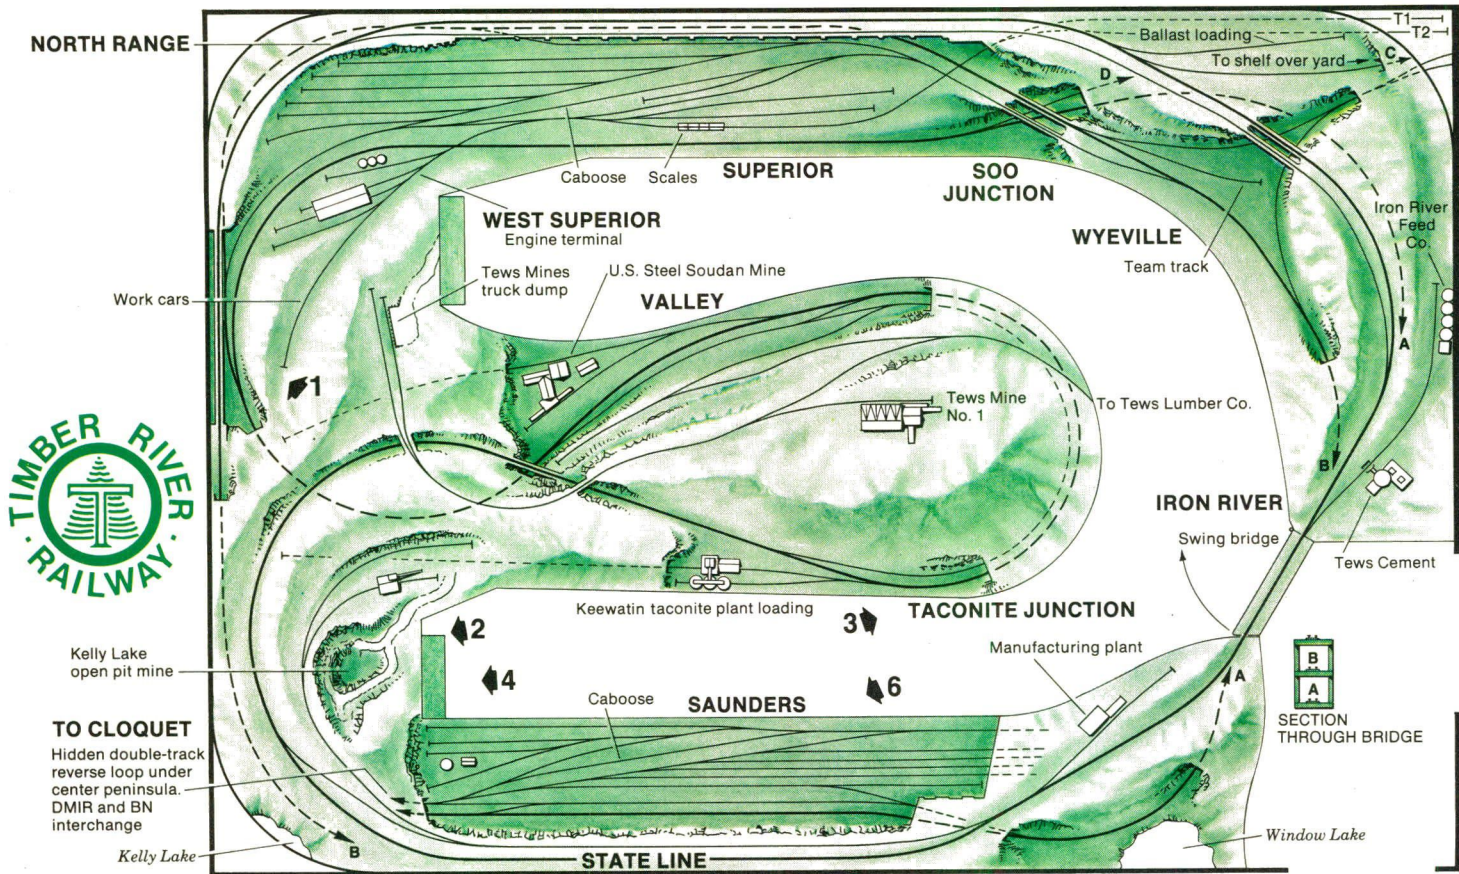 NORTH RANGE
T1
T2
Ballast loading
To shelf over yard
C
D
Caboose
Scales
SUPERIOR
SOO
JUNCTION
WEST SUPERIOR
Engine terminal
WYEVILLE
Team track
Iron River
Feed
Co.
Tews Mines
truck dump
U.S. Steel Soudan Mine
Work cars
VALLEY
A
1
Tews Mine
No. 1
To Tews Lumber Co.
TIMBER RIVER
T
· RAILWAY ·
B
IRON RIVER
Swing bridge
Tews Cement
Keewatin taconite plant loading
TACONITE JUNCTION
2
3
Kelly Lake
open pit mine
Manufacturing plant
4
6
B
A
A
SECTION
THROUGH BRIDGE
Caboose
SAUNDERS
TO CLOQUET
Hidden double-track
reverse loop under
center peninsula.
DMIR and BN
interchange
Kelly Lake
B
STATE LINE
Window Lake